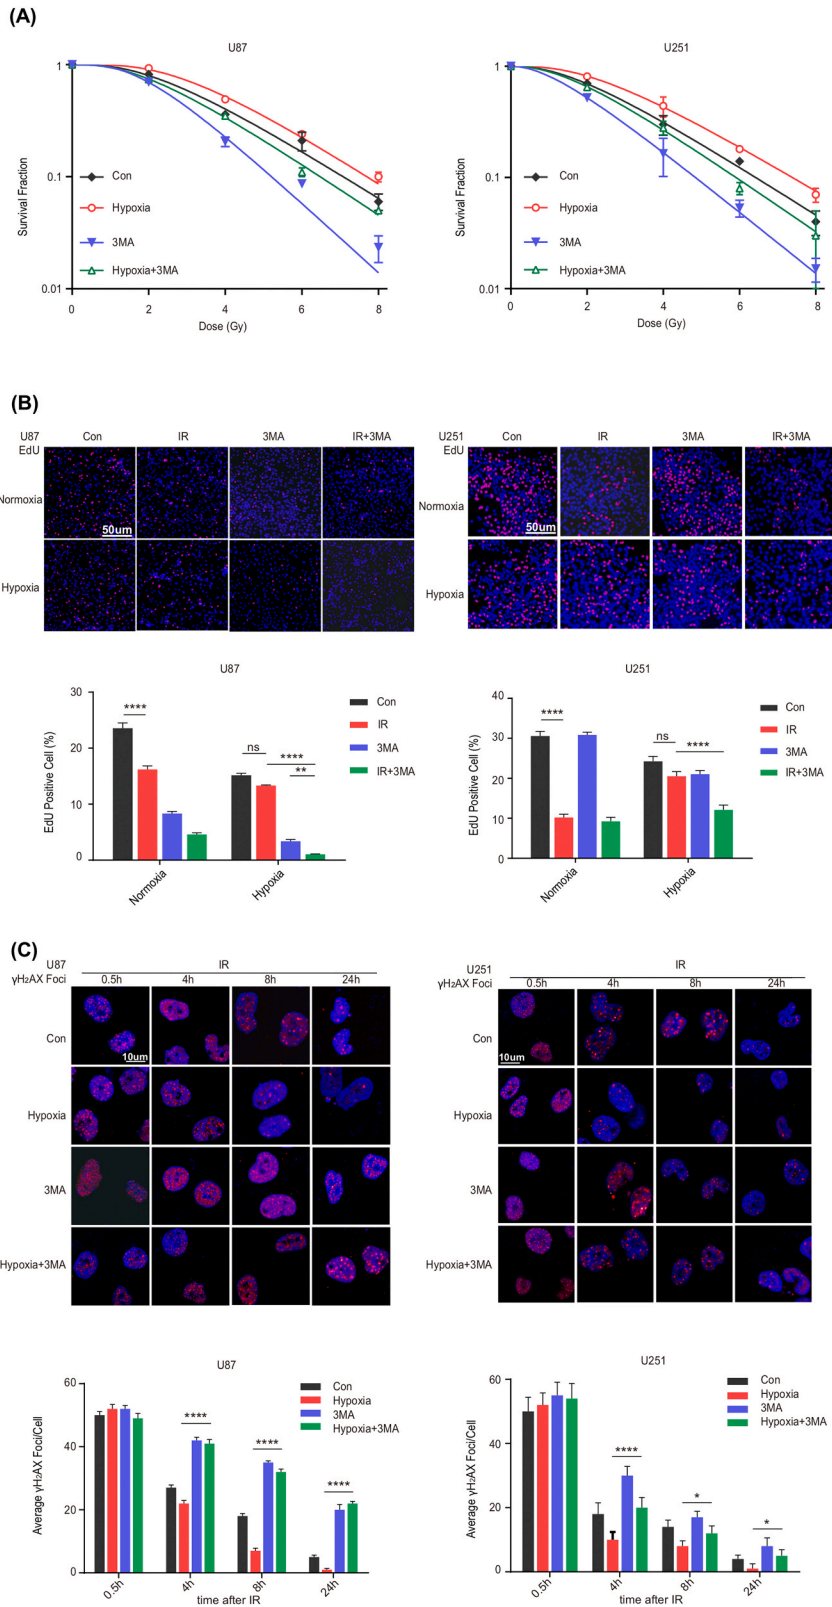 (A)
U87
Survival Fraction
1
0.1
0.01
Con
Hypoxia
3MA
Hypoxia+3MA
0 2 4 6 8
Dose (Gy)
U251
Survival Fraction
1
0.1
0.01
Con
Hypoxia
3MA
Hypoxia+3MA
0 2 4 6 8
Dose (Gy)
(B)
U87
EdU
Con IR 3MA IR+3MA
Normoxia
50um
Hypoxia
U251
EdU
Con IR 3MA IR+3MA
Normoxia
50um
Hypoxia
U87
EdU Positive Cell (%)
30
20
10
0
****
ns
****
**
Con
IR
3MA
IR+3MA
Normoxia Hypoxia
U251
EdU Positive Cell (%)
40
30
20
10
0
****
ns
****
Con
IR
3MA
IR+3MA
Normoxia Hypoxia
(C)
U87
γH2AX Foci
IR
0.5h 4h 8h 24h
Con
10um
Hypoxia
3MA
Hypoxia+3MA
U251
γH2AX Foci
IR
0.5h 4h 8h 24h
Con
10um
Hypoxia
3MA
Hypoxia+3MA
U87
Average γH2AX Foci/Cell
60
40
20
0
****
****
****
Con
Hypoxia
3MA
Hypoxia+3MA
0.5h 4h 8h 24h
time after IR
U251
Average γH2AX Foci/Cell
60
40
20
0
****
*
*
Con
Hypoxia
3MA
Hypoxia+3MA
0.5h 4h 8h 24h
time after IR